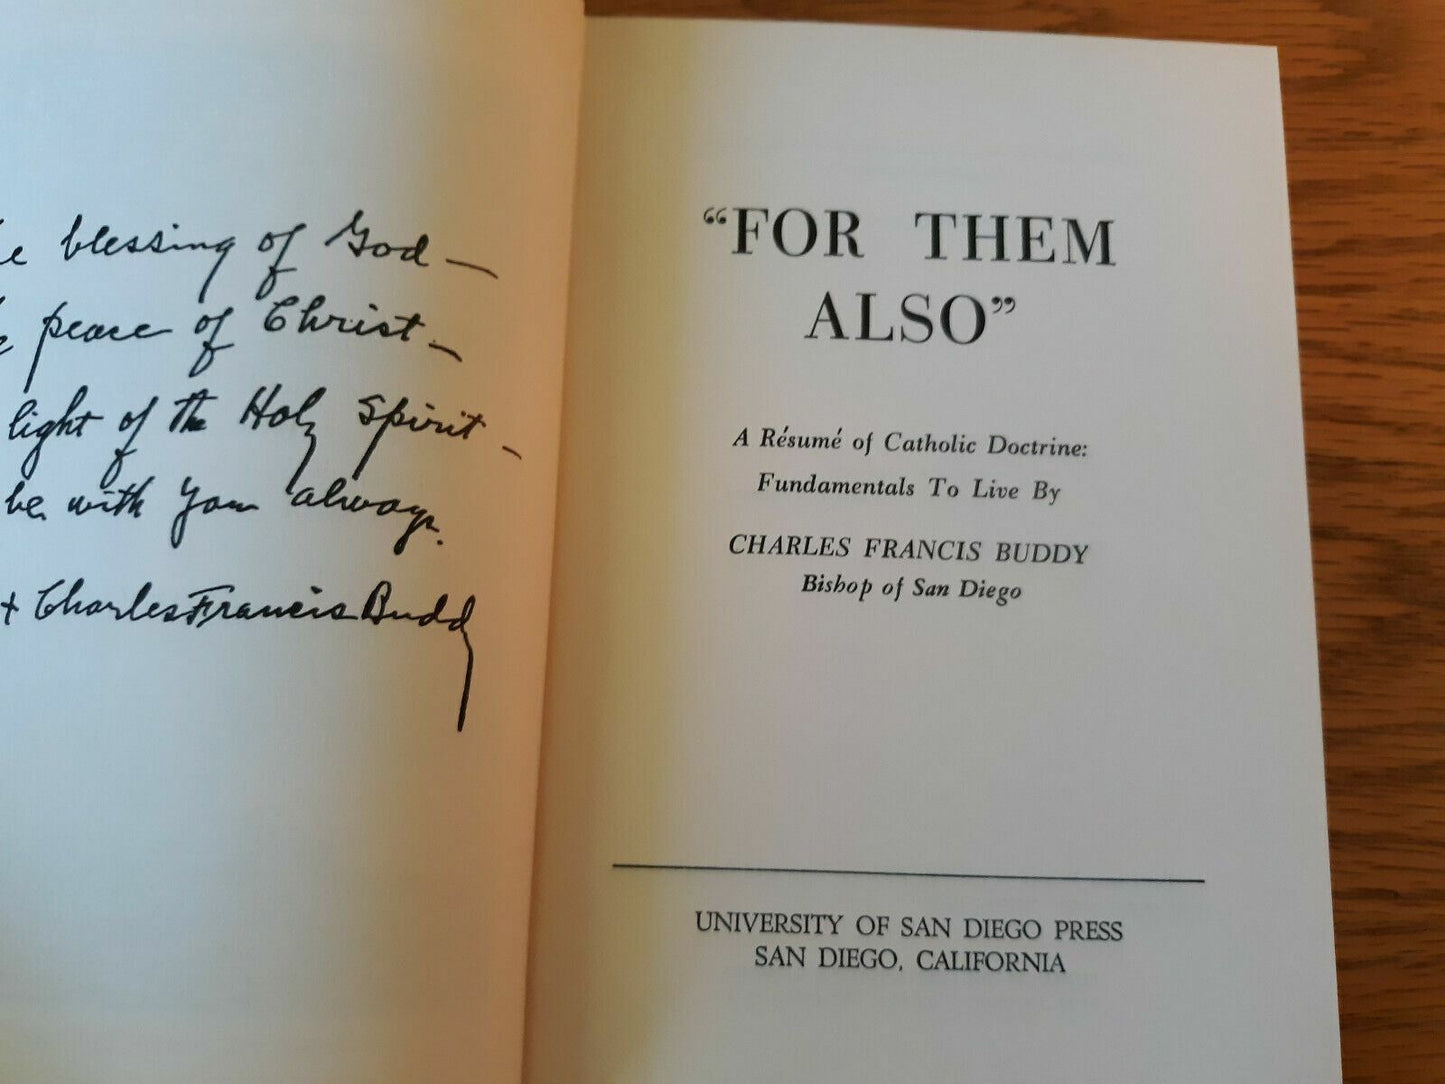 blessing of God —
peace of Christ —
light of the Holy Spirit —
be with you always.
+ Charles Francis Buddy
“FOR THEM
ALSO”
A Résumé of Catholic Doctrine:
Fundamentals To Live By
CHARLES FRANCIS BUDDY
Bishop of San Diego
UNIVERSITY OF SAN DIEGO PRESS
SAN DIEGO, CALIFORNIA